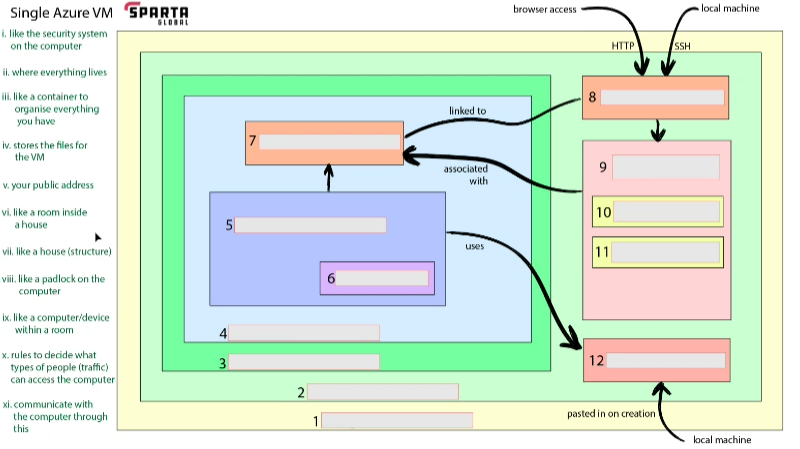 Single Azure VM
SPARTA
GLOBAL
browser access
local machine
HTTP
SSH
i. like the security system
on the computer
ii. where everything lives
iii. like a container to
organise everything
you have
iv. stores the files for
the VM
v. your public address
vi. like a room inside
a house
vii. like a house (structure)
viii. like a padlock on the
computer
ix. like a computer/device
within a room
x. rules to decide what
types of people (traffic)
can access the computer
xi. communicate with
the computer through
this
8
linked to
7
9
associated
with
10
5
uses
11
6
4
3
12
2
1
pasted in on creation
local machine